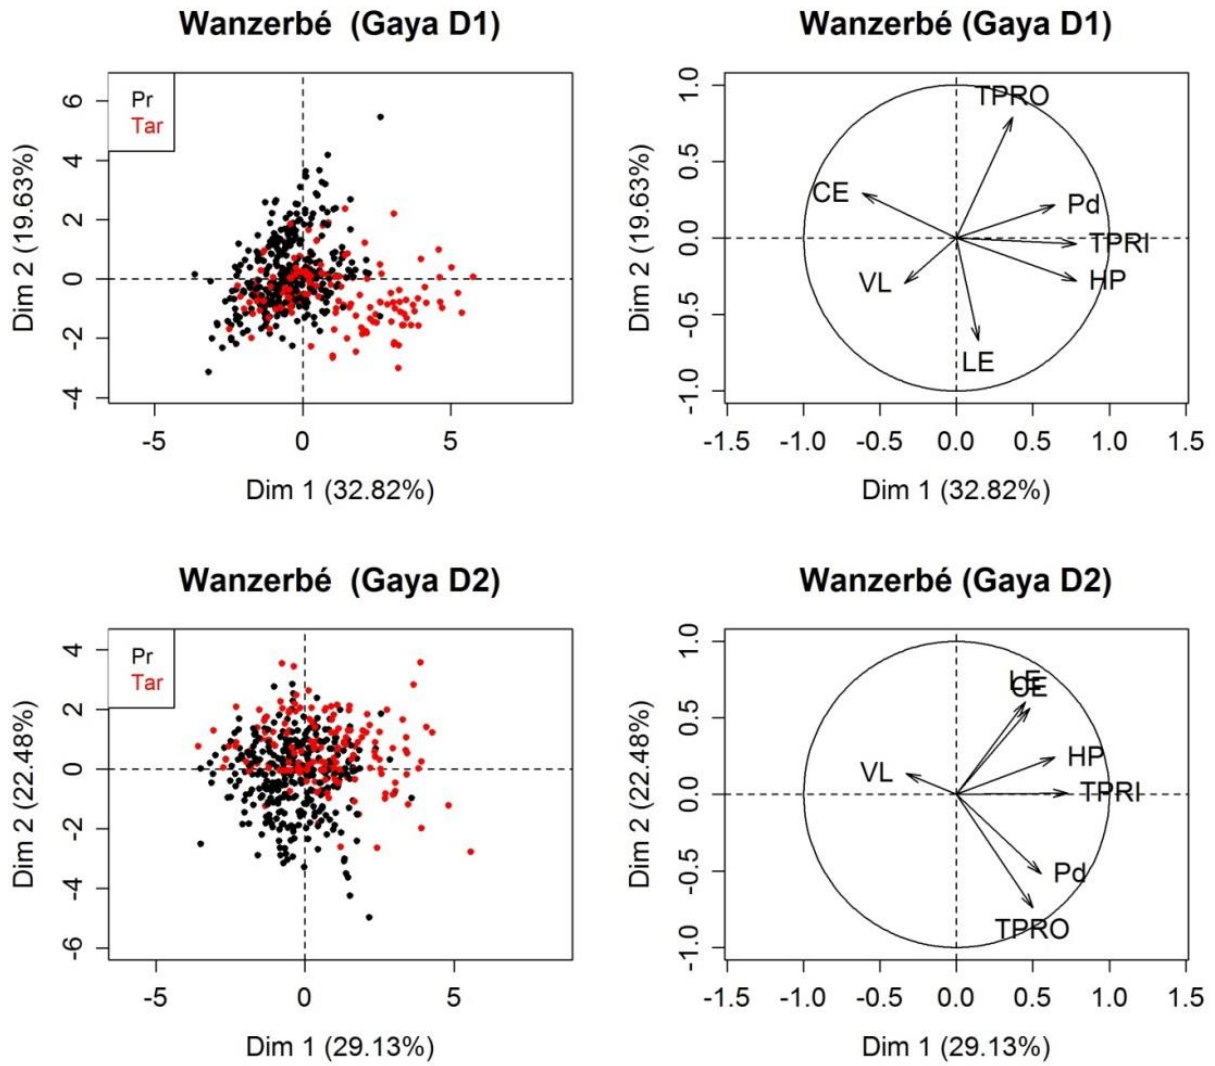 Wanzerbé (Gaya D1)
Pr
Tar
6
4
2
0
-2
-4
Dim 2 (19.63%)
-5 0 5
Dim 1 (32.82%)
Wanzerbé (Gaya D1)
1.0
0.5
0.0
-0.5
-1.0
Dim 2 (19.63%)
TPRO
CE
Pd
TPRI
HP
VL
LE
-1.5 -1.0 -0.5 0.0 0.5 1.0 1.5
Dim 1 (32.82%)
Wanzerbé (Gaya D2)
Pr
Tar
4
2
0
-2
-4
-6
Dim 2 (22.48%)
-5 0 5
Dim 1 (29.13%)
Wanzerbé (Gaya D2)
1.0
0.5
0.0
-0.5
-1.0
Dim 2 (22.48%)
LE
CE
HP
VL
TPRI
Pd
TPRO
-1.5 -1.0 -0.5 0.0 0.5 1.0 1.5
Dim 1 (29.13%)